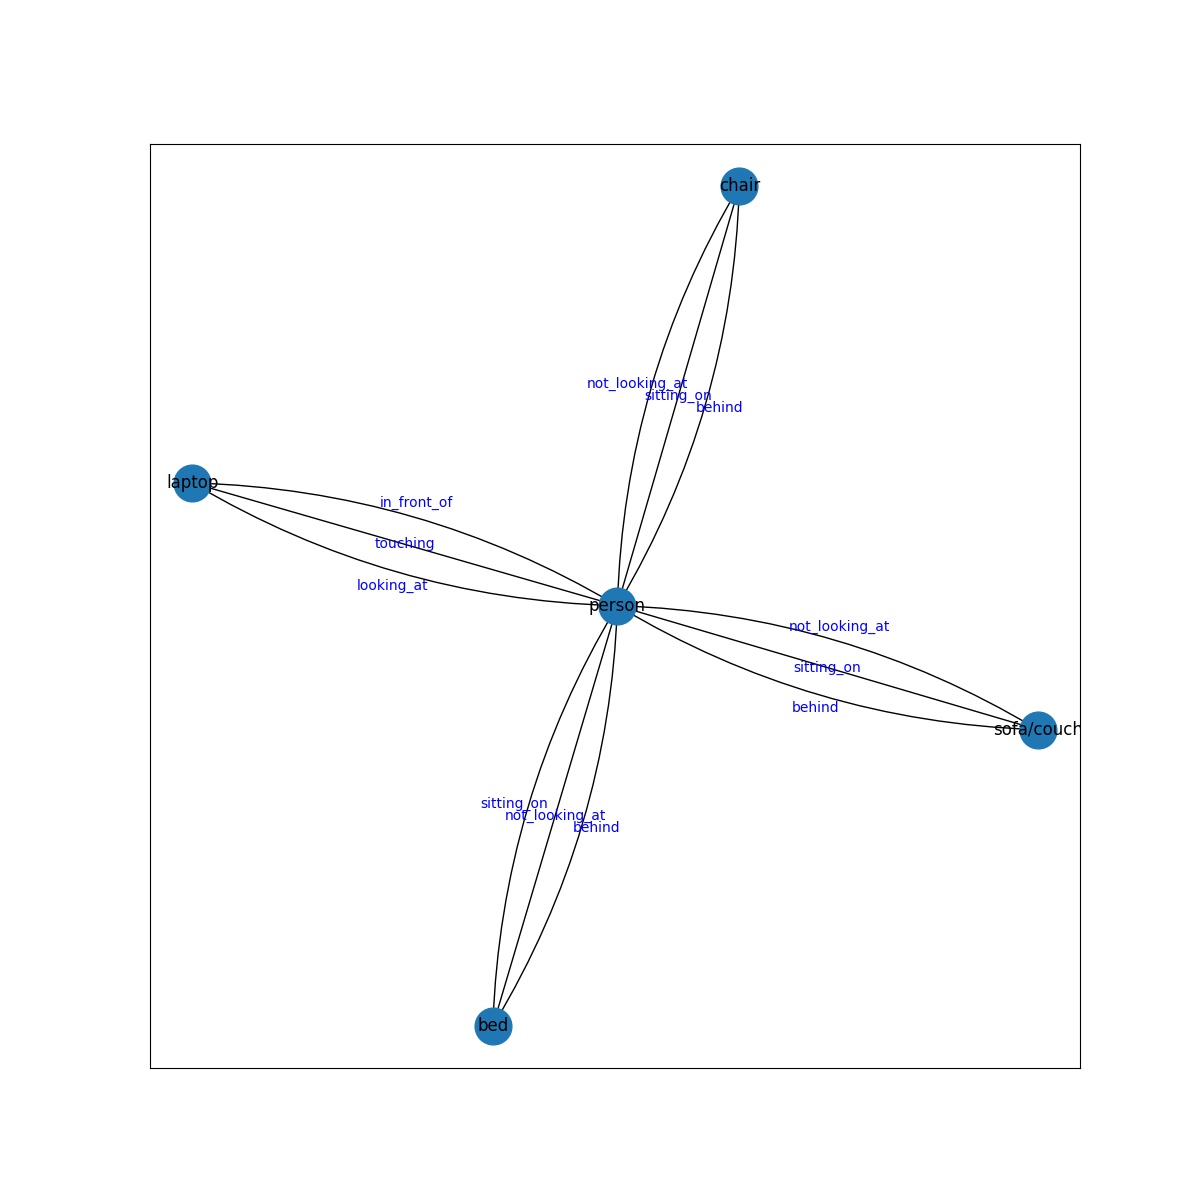 chair
not_looking_at
sitting_on
behind
laptop
in_front_of
touching
looking_at
person
not_looking_at
sitting_on
behind
sofa/couch
sitting_on
not_looking_at
behind
bed